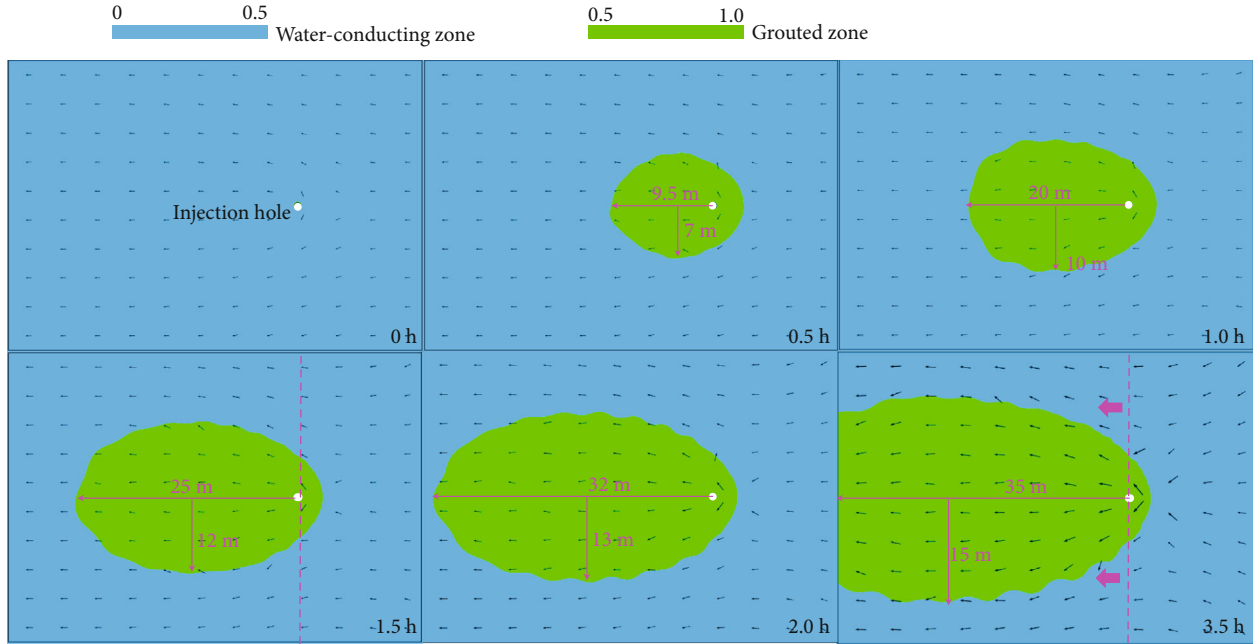 0 0.5 Water-conducting zone
0.5 1.0 Grouted zone
Injection hole
0 h
9.5 m
7 m
0.5 h
20 m
10 m
1.0 h
25 m
12 m
1.5 h
32 m
13 m
2.0 h
35 m
15 m
3.5 h